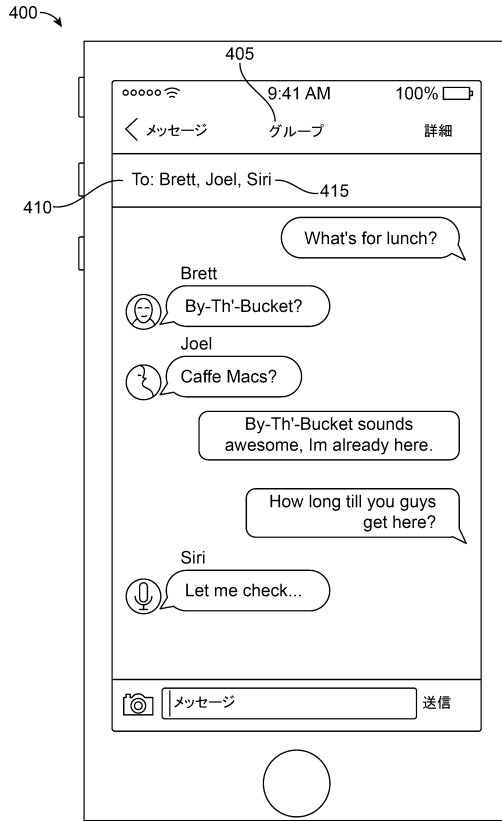 400
405
9:41 AM 100%
メッセージ グループ 詳細
To: Brett, Joel, Siri
410
415
What's for lunch?
Brett
By-Th'-Bucket?
Joel
Caffe Macs?
By-Th'-Bucket sounds
awesome, Im already here.
How long till you guys
get here?
Siri
Let me check...
メッセージ 送信